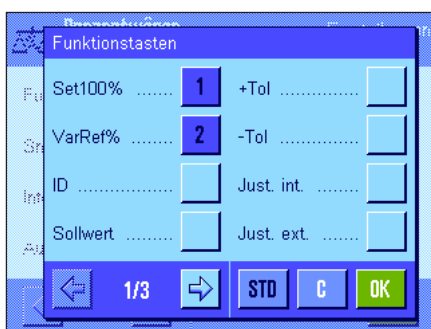 Funktionstasten
Set100% ....... 1 +Tol ..............
VarRef% ....... 2 -Tol ..............
ID ................. Just. int. .......
Sollwert ......... Just. ext. .......
1/3 STD C OK